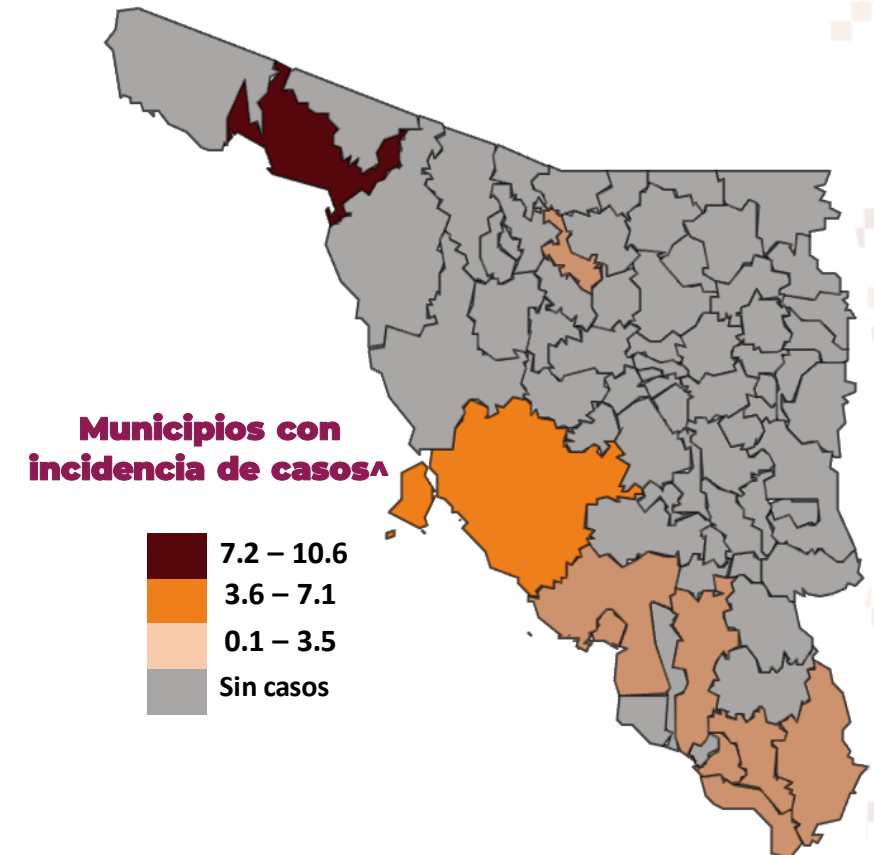 Municipios con
incidencia de casos^
7.2 – 10.6
3.6 – 7.1
0.1 – 3.5
Sin casos